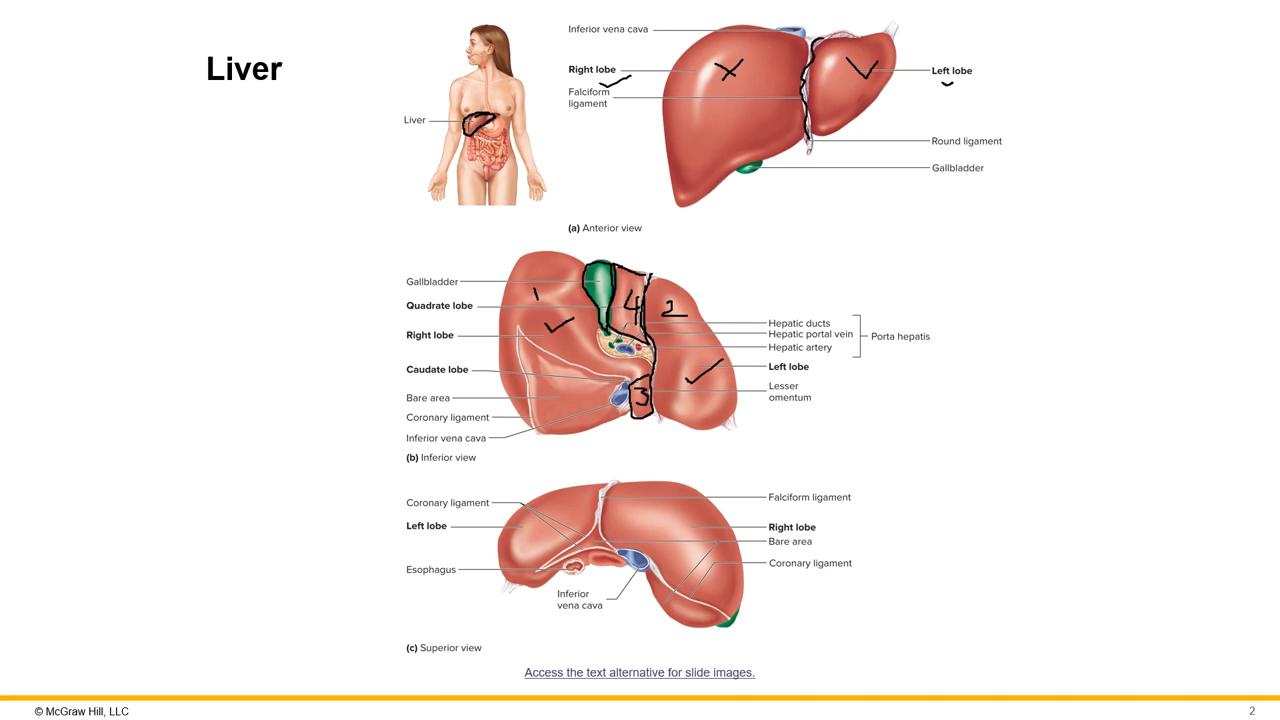 Liver
Liver
Inferior vena cava
Right lobe
Falciform
ligament
Left lobe
Round ligament
Gallbladder
(a) Anterior view
Gallbladder
Quadrate lobe
Right lobe
Caudate lobe
Bare area
Coronary ligament
Inferior vena cava
1
4
2
3
Hepatic ducts
Hepatic portal vein
Hepatic artery
Porta hepatis
Left lobe
Lesser
omentum
(b) Inferior view
Coronary ligament
Left lobe
Esophagus
Inferior
vena cava
Falciform ligament
Right lobe
Bare area
Coronary ligament
(c) Superior view
Access the text alternative for slide images.
© McGraw Hill, LLC
2